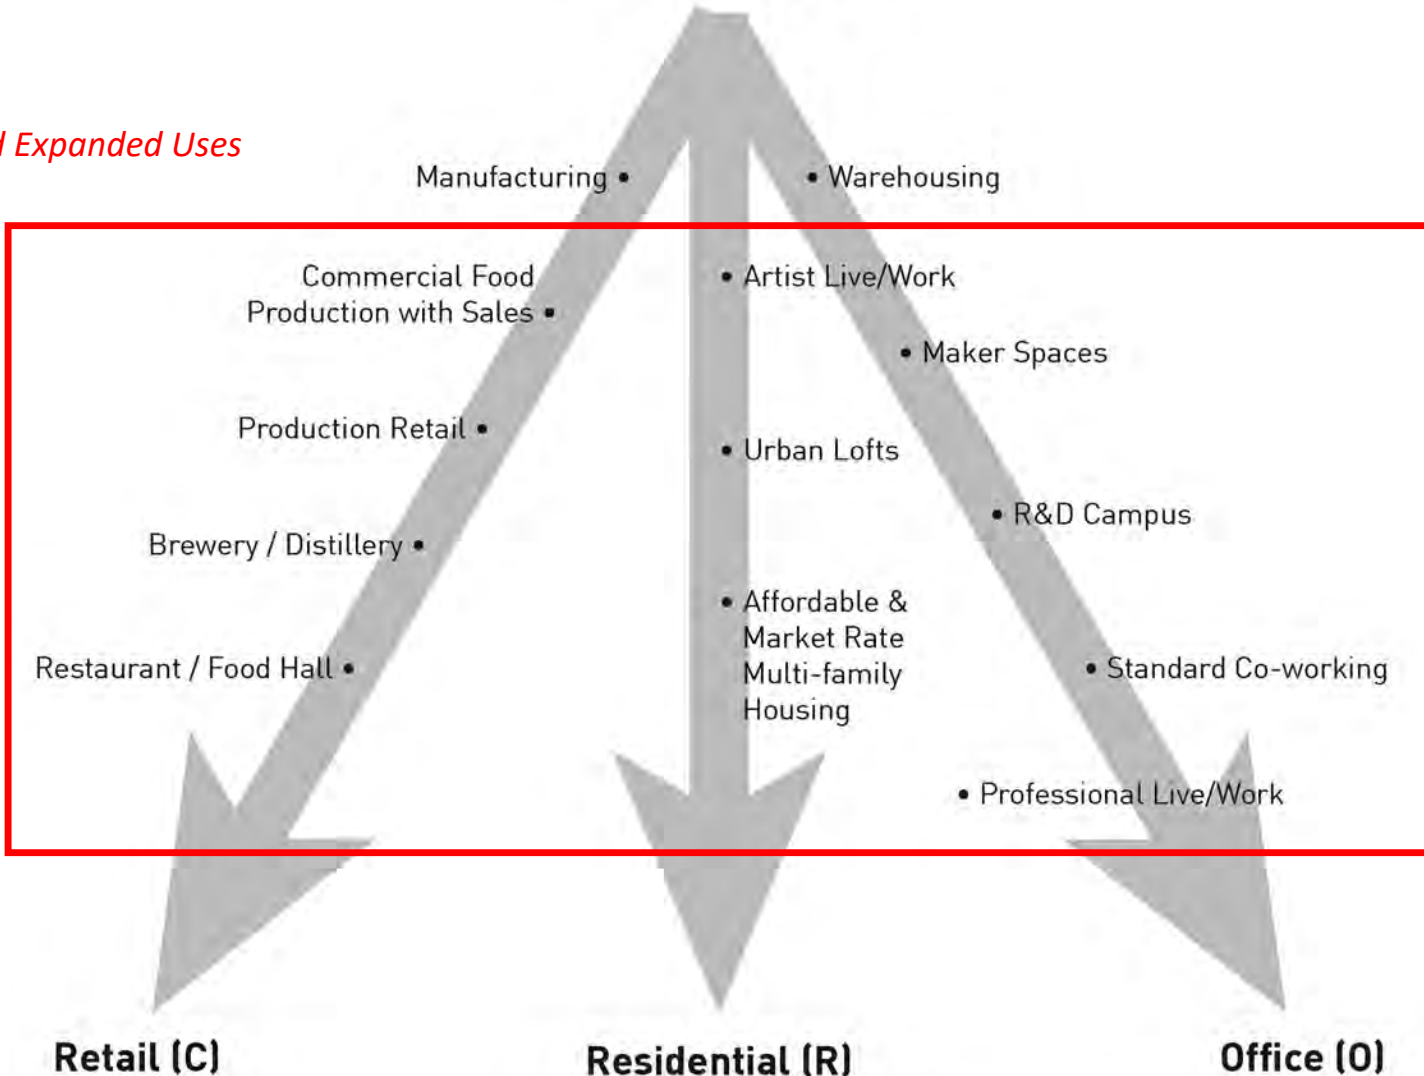 Expanded Uses
Manufacturing •
• Warehousing
Commercial Food
Production with Sales •
• Artist Live/Work
• Maker Spaces
Production Retail •
• Urban Lofts
• R&D Campus
Brewery / Distillery •
• Affordable &
Market Rate
Multi-family
Housing
Restaurant / Food Hall •
• Standard Co-working
• Professional Live/Work
Retail (C)
Residential (R)
Office (O)